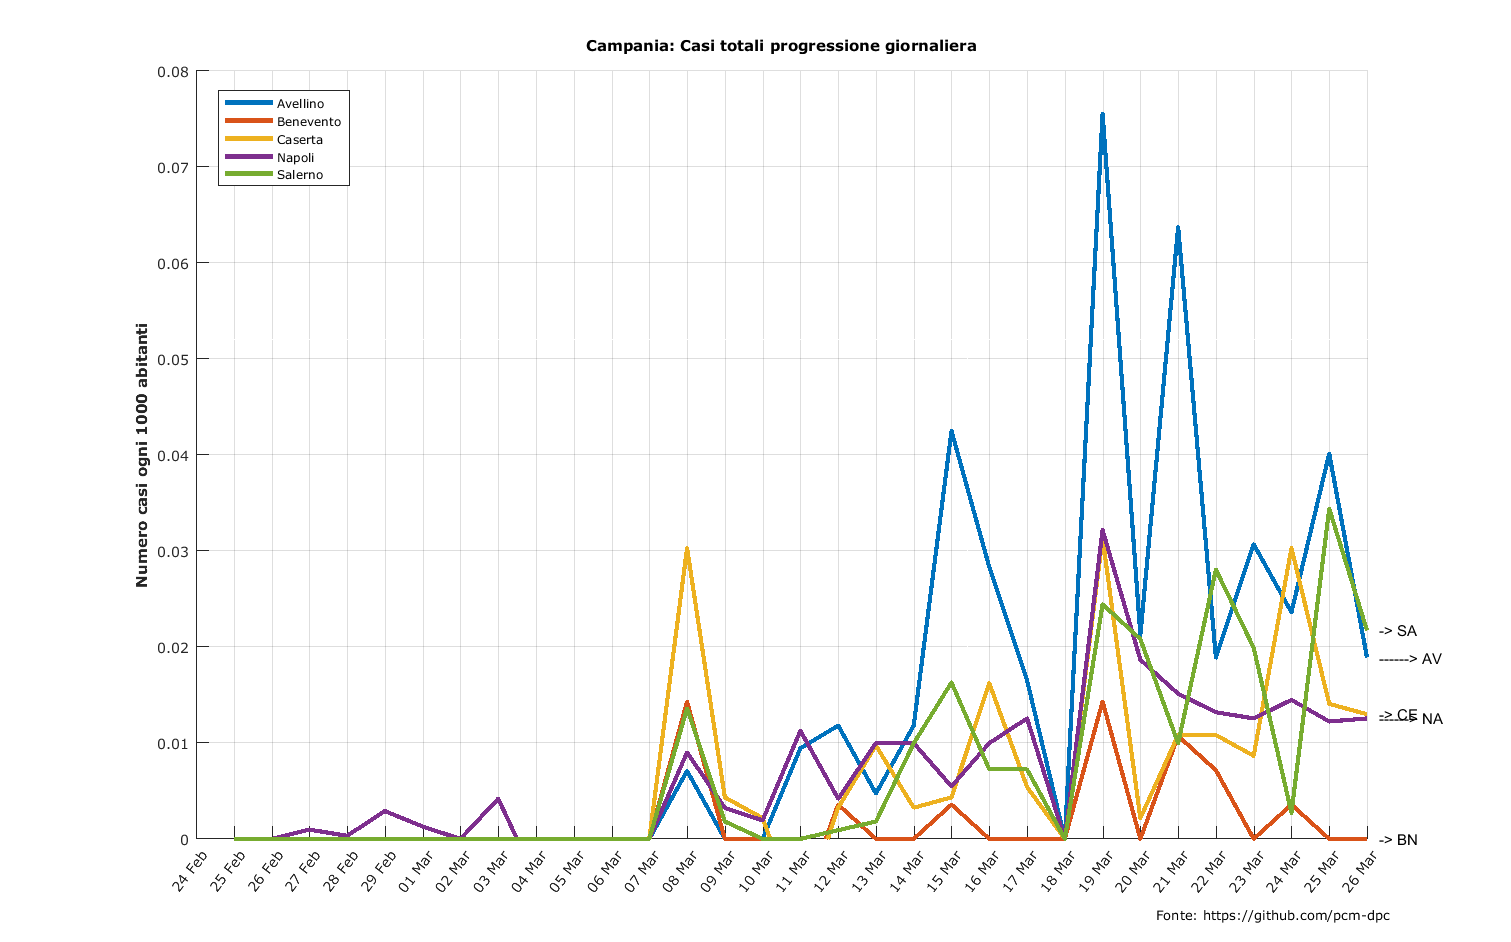 Campania: Casi totali progressione giornaliera
Numero casi ogni 1000 abitanti
0.08
0.07
0.06
0.05
0.04
0.03
0.02
0.01
0
Avellino
Benevento
Caserta
Napoli
Salerno
-> SA
------> AV
-> CE
------> NA
-> BN
24 Feb
25 Feb
26 Feb
27 Feb
28 Feb
29 Feb
01 Mar
02 Mar
03 Mar
04 Mar
05 Mar
06 Mar
07 Mar
08 Mar
09 Mar
10 Mar
11 Mar
12 Mar
13 Mar
14 Mar
15 Mar
16 Mar
17 Mar
18 Mar
19 Mar
20 Mar
21 Mar
22 Mar
23 Mar
24 Mar
25 Mar
26 Mar
Fonte: https://github.com/pcm-dpc